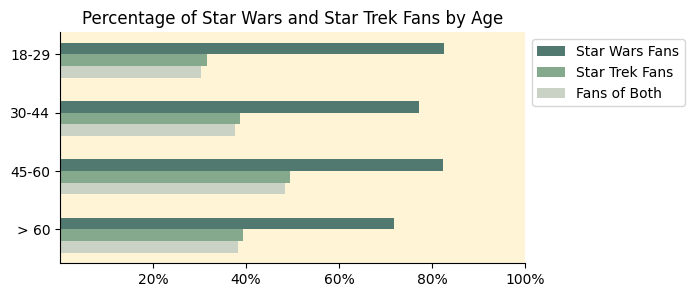 Percentage of Star Wars and Star Trek Fans by Age
18-29
30-44
45-60
> 60
20%
40%
60%
80%
100%
Star Wars Fans
Star Trek Fans
Fans of Both